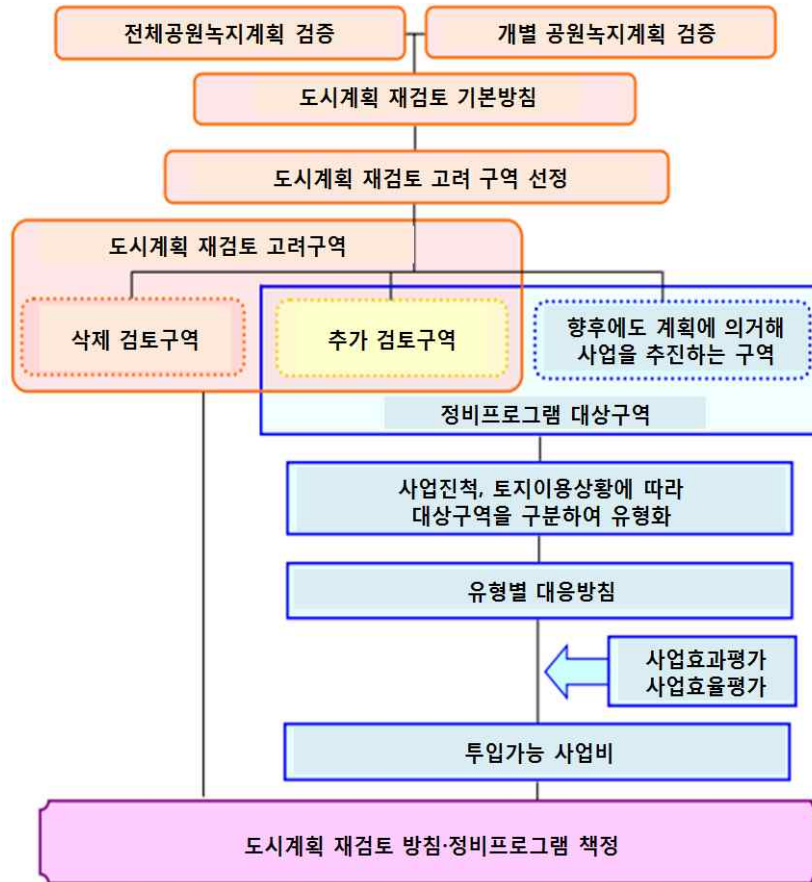 전체공원녹지계획 검증
개별 공원녹지계획 검증
도시계획 재검토 기본방침
도시계획 재검토 고려 구역 선정
도시계획 재검토 고려구역
삭제 검토구역
추가 검토구역
향후에도 계획에 의거해
사업을 추진하는 구역
정비프로그램 대상구역
사업진척, 토지이용상황에 따라
대상구역을 구분하여 유형화
유형별 대응방침
사업효과평가
사업효율평가
투입가능 사업비
도시계획 재검토 방침·정비프로그램 책정